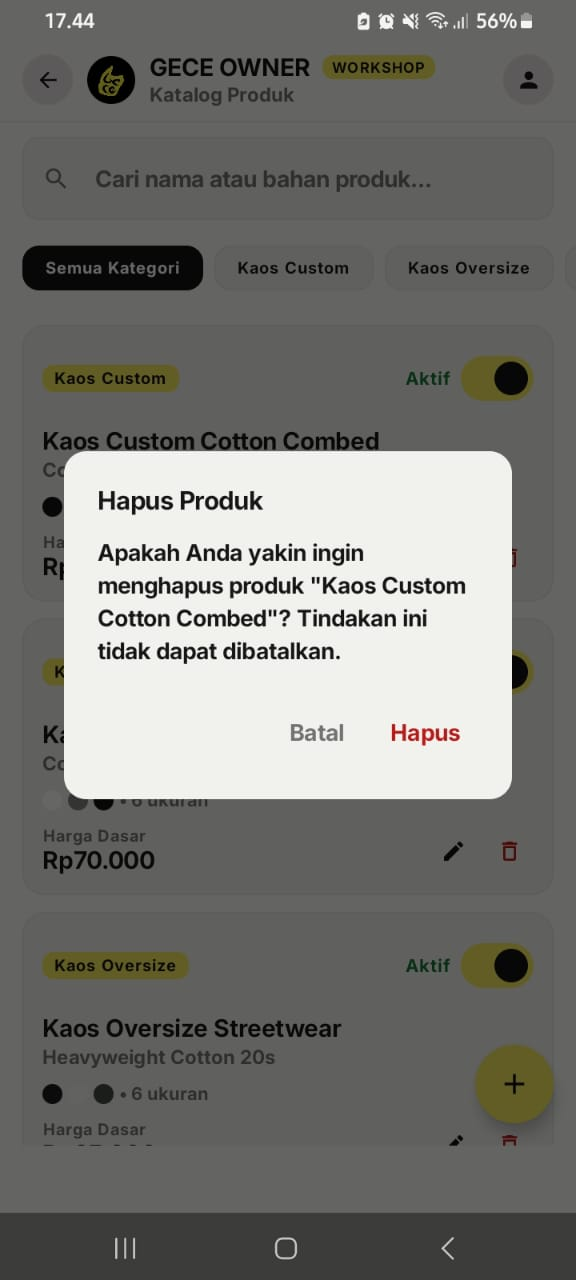 17.44
56%
GECE OWNER WORKSHOP
Katalog Produk
Cari nama atau bahan produk...
Semua Kategori
Kaos Custom
Kaos Oversize
Kaos Custom
Aktif
Kaos Custom Cotton Combed
Hapus Produk
Apakah Anda yakin ingin
menghapus produk "Kaos Custom
Cotton Combed"? Tindakan ini
tidak dapat dibatalkan.
Batal
Hapus
• 6 ukuran
Harga Dasar
Rp70.000
Kaos Oversize
Aktif
Kaos Oversize Streetwear
Heavyweight Cotton 20s
• 6 ukuran
Harga Dasar